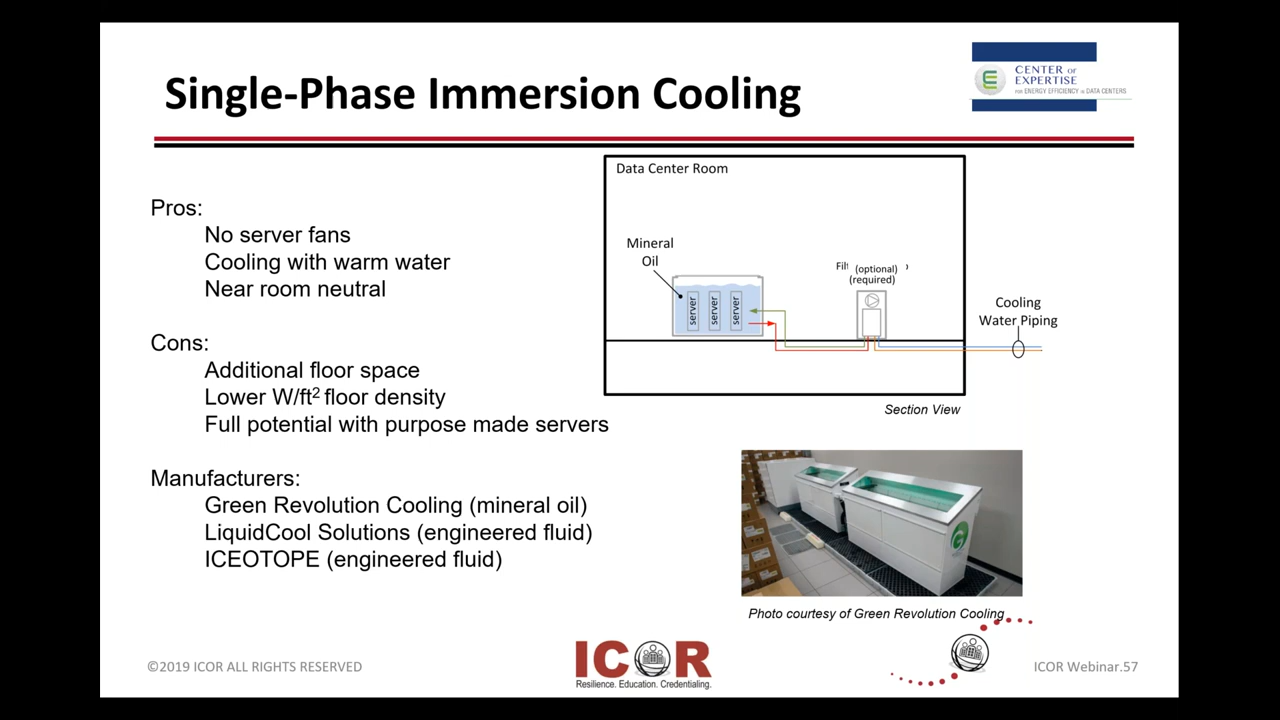 Single-Phase Immersion Cooling
CENTER OF
EXPERTISE
FOR ENERGY EFFICIENCY IN DATA CENTERS
Pros:
No server fans
Cooling with warm water
Near room neutral
Cons:
Additional floor space
Lower W/ft² floor density
Full potential with purpose made servers
Manufacturers:
Green Revolution Cooling (mineral oil)
LiquidCool Solutions (engineered fluid)
ICEOTOPE (engineered fluid)
Data Center Room
Mineral
Oil
server
server
server
(optional)
(required)
Cooling
Water Piping
Section View
Photo courtesy of Green Revolution Cooling
©2019 ICOR ALL RIGHTS RESERVED
ICOR
Resilience. Education. Credentialing.
ICOR Webinar.57